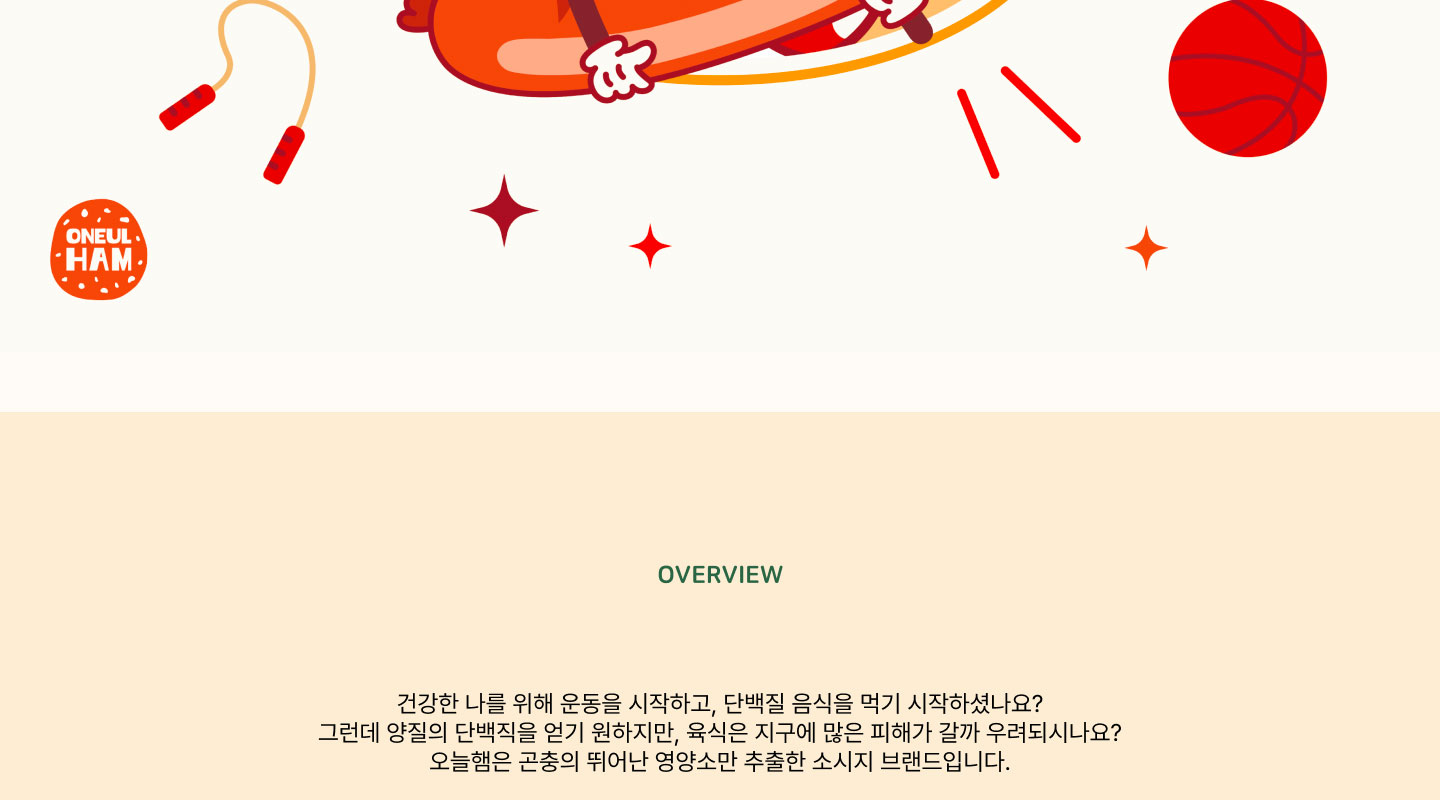 ONEUL
HAM
OVERVIEW
건강한 나를 위해 운동을 시작하고, 단백질 음식을 먹기 시작하셨나요?
그런데 양질의 단백직을 얻기 원하지만, 육식은 지구에 많은 피해가 갈까 우려되시나요?
오늘햄은 곤충의 뛰어난 영양소만 추출한 소시지 브랜드입니다.